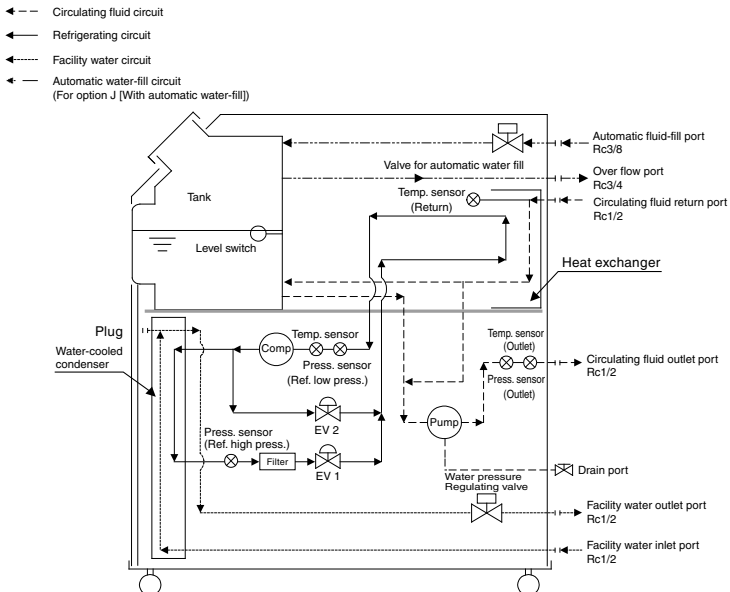 Circulating fluid circuit
Refrigerating circuit
Facility water circuit
Automatic water-fill circuit
(For option J [With automatic water-fill])
Automatic fluid-fill port
Rc3/8
Valve for automatic water fill
Over flow port
Rc3/4
Tank
Temp. sensor
(Return)
Circulating fluid return port
Rc1/2
Level switch
Heat exchanger
Plug
Water-cooled
condenser
Comp
Temp. sensor
Press. sensor
(Ref. low press.)
Temp. sensor
(Outlet)
Press. sensor
(Outlet)
Circulating fluid outlet port
Rc1/2
EV 2
Pump
Press. sensor
(Ref. high press.)
Filter
EV 1
Water pressure
Regulating valve
Drain port
Facility water outlet port
Rc1/2
Facility water inlet port
Rc1/2